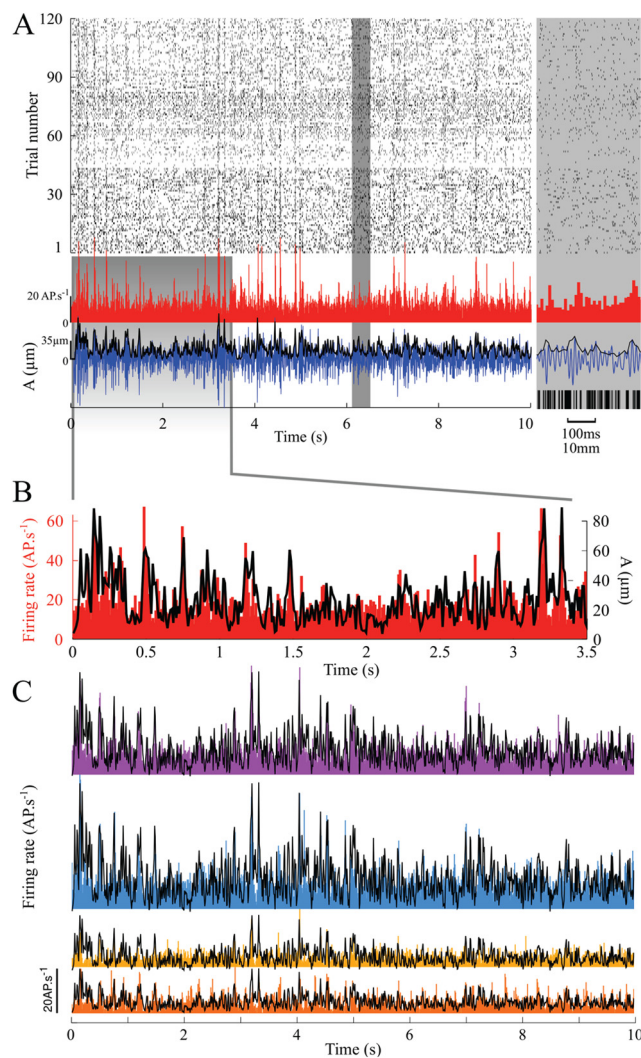 A
120
90
60
30
1
Trial number
20 AP.s⁻¹
0
35µm
0
A (µm)
0 2 4 6 8 10
Time (s)
100ms
10mm
B
Firing rate (AP.s⁻¹)
60
40
20
0
80
60
40
20
0
A (µm)
0 0.5 1 1.5 2 2.5 3 3.5
Time (s)
C
Firing rate (AP.s⁻¹)
20AP.s⁻¹
0 2 4 6 8 10
Time (s)